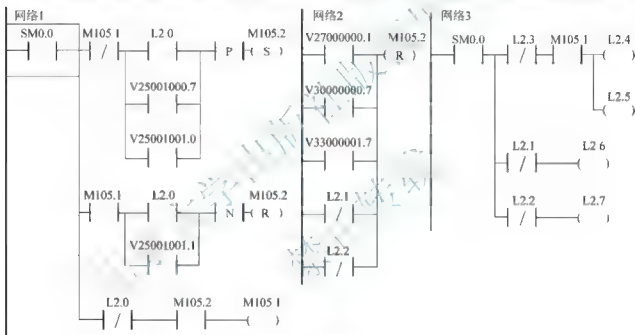 网络1
SM0.0 M105 1 L2.0 M105.2
P S
V25001000.7
V25001001.0
M105.1 L2.0 M105.2
N R
V25001001.1
L2.0 M105.2 M105 1
网络2
V27000000.1 M105.2
R
V30000000.7
V33000001.7
L2.1
L2.2
网络3
SM0.0 L2.3 M105 1 L2.4
L2.5
L2.1 L2 6
L2.2 L2.7